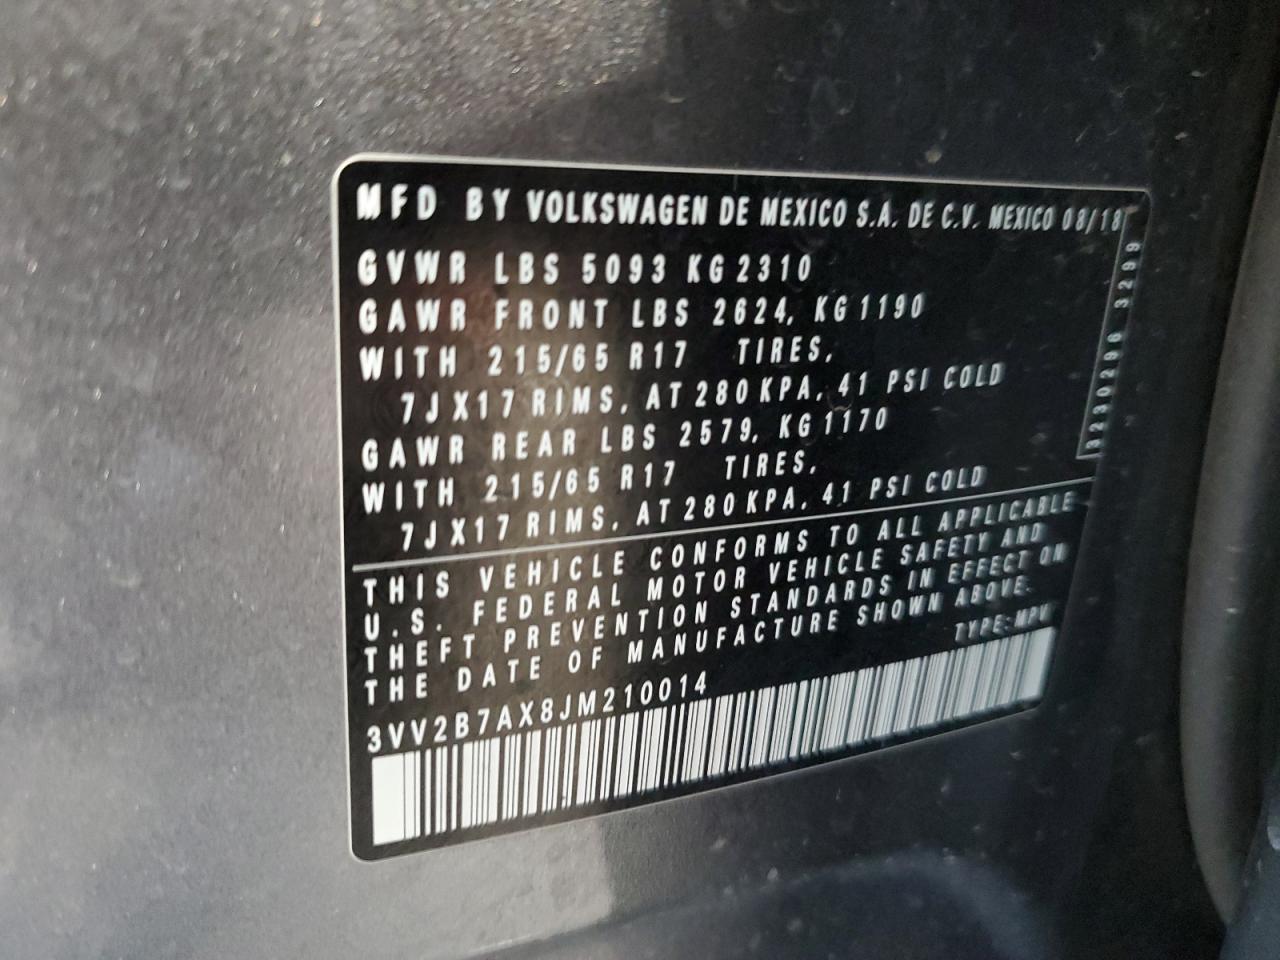 MFD BY VOLKSWAGEN DE MEXICO S.A. DE C.V. MEXICO 08/18
GVWR LBS 5093 KG 2310
GAWR FRONT LBS 2624, KG 1190
WITH 215/65 R17 TIRES,
7JX17 RIMS, AT 280 KPA, 41 PSI COLD
GAWR REAR LBS 2579, KG 1170
WITH 215/65 R17 TIRES,
7JX17 RIMS, AT 280 KPA, 41 PSI COLD
THIS VEHICLE CONFORMS TO ALL APPLICABLE
U.S. FEDERAL MOTOR VEHICLE SAFETY AND
THEFT PREVENTION STANDARDS IN EFFECT ON
THE DATE OF MANUFACTURE SHOWN ABOVE.
TYPE: MPV
3VV2B7AX8JM210014
3230296 3299